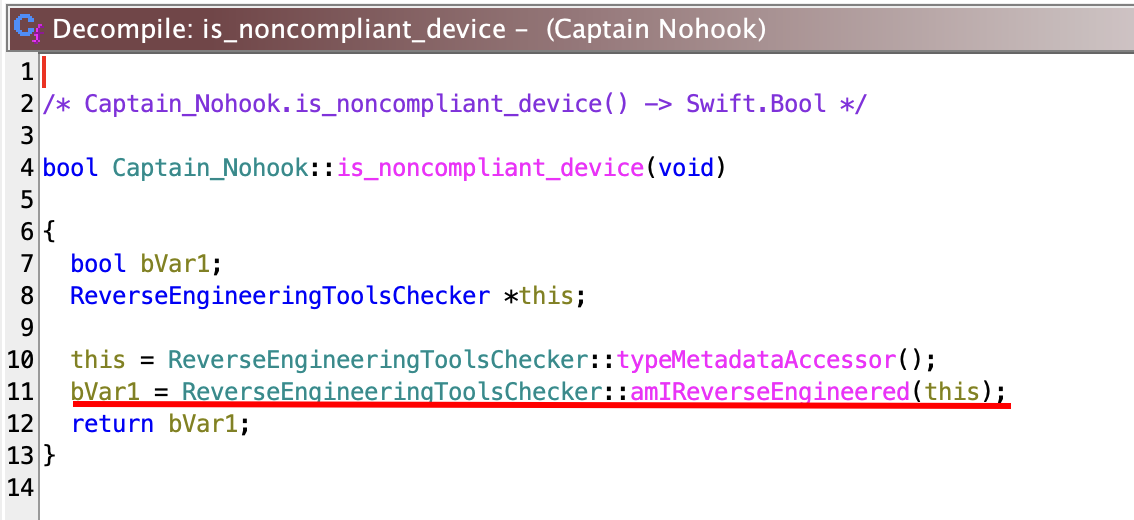 Decompile: is_noncompliant_device – (Captain Nohook)
1
2 /* Captain_Nohook.is_noncompliant_device() -> Swift.Bool */
3
4 bool Captain_Nohook::is_noncompliant_device(void)
5
6 {
7   bool bVar1;
8   ReverseEngineeringToolsChecker *this;
9
10   this = ReverseEngineeringToolsChecker::typeMetadataAccessor();
11   bVar1 = ReverseEngineeringToolsChecker::amIReverseEngineered(this);
12   return bVar1;
13 }
14